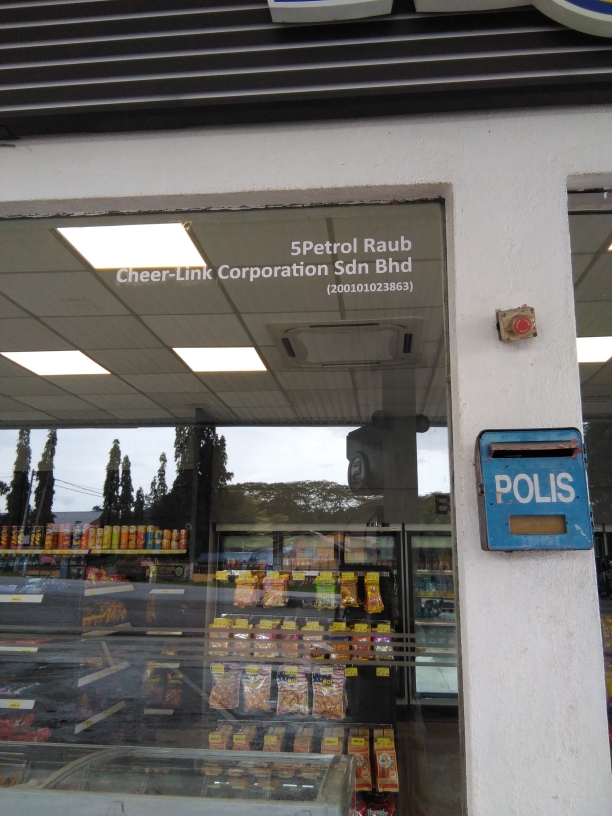 5Petrol Raub
Cheer-Link Corporation Sdn Bhd
(200101023863)
POLIS